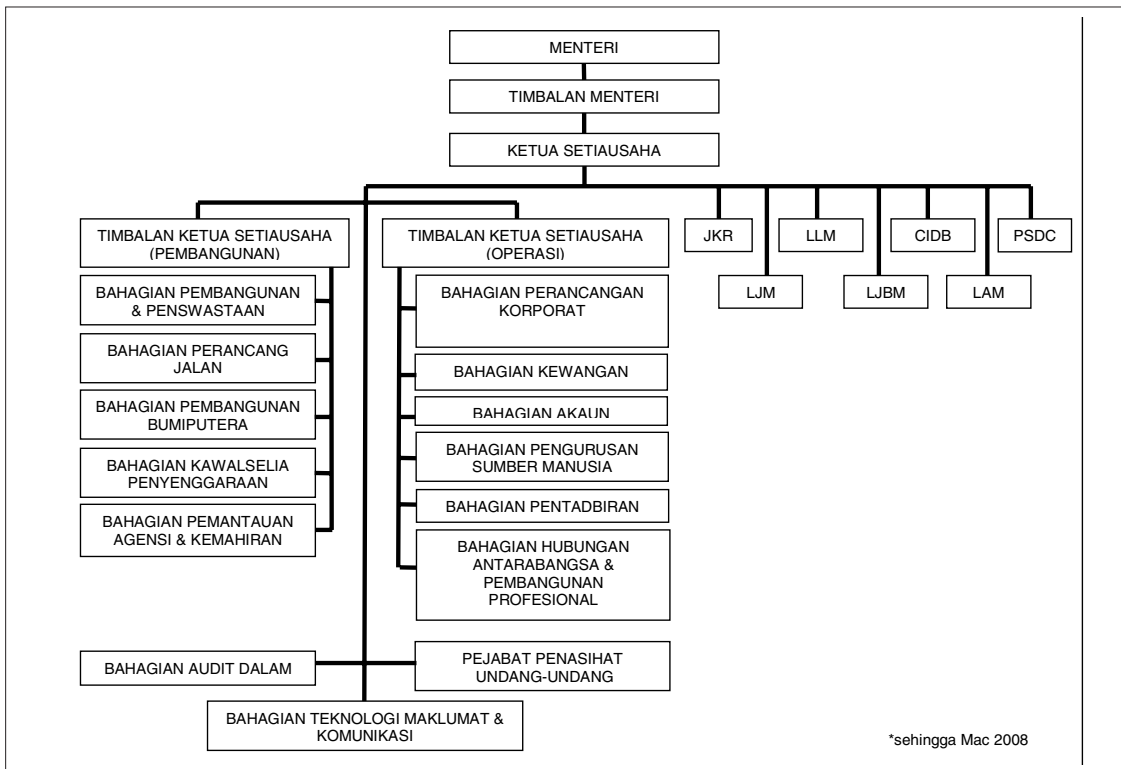 MENTERI
TIMBALAN MENTERI
KETUA SETIAUSAHA
TIMBALAN KETUA SETIAUSAHA
(PEMBANGUNAN)
BAHAGIAN PEMBANGUNAN
& PENSWASTAAN
BAHAGIAN PERANCANG
JALAN
BAHAGIAN PEMBANGUNAN
BUMIPUTERA
BAHAGIAN KAWALSELIA
PENYENGGARAAN
BAHAGIAN PEMANTAUAN
AGENSI & KEMAHIRAN
TIMBALAN KETUA SETIAUSAHA
(OPERASI)
BAHAGIAN PERANCANGAN
KORPORAT
BAHAGIAN KEWANGAN
BAHAGIAN AKAUN
BAHAGIAN PENGURUSAN
SUMBER MANUSIA
BAHAGIAN PENTADBIRAN
BAHAGIAN HUBUNGAN
ANTARABANGSA &
PEMBANGUNAN
PROFESIONAL
JKR
LLM
CIDB
PSDC
LJM
LJBM
LAM
BAHAGIAN AUDIT DALAM
PEJABAT PENASIHAT
UNDANG-UNDANG
BAHAGIAN TEKNOLOGI MAKLUMAT &
KOMUNIKASI
*sehingga Mac 2008